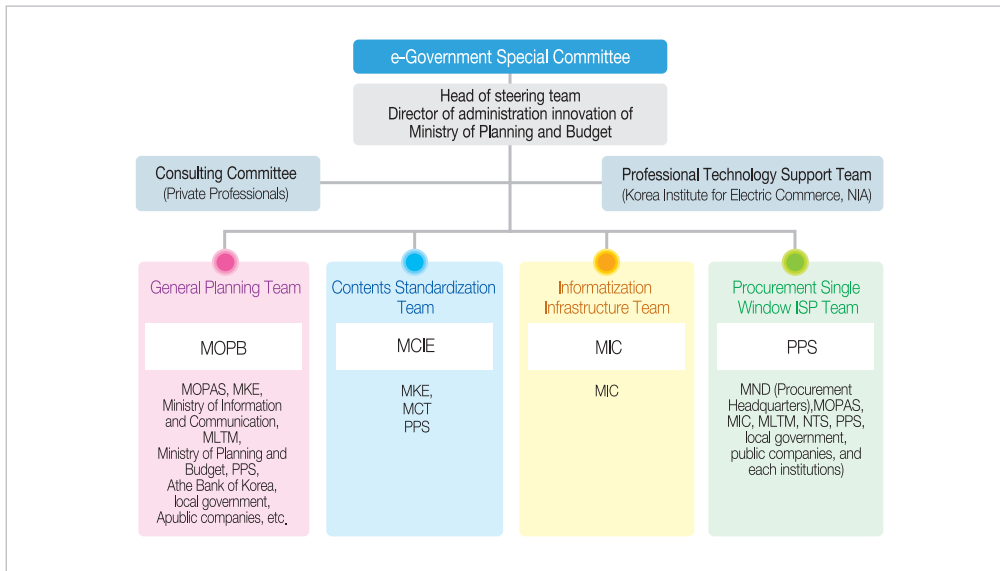 e-Government Special Committee
Head of steering team
Director of administration innovation of
Ministry of Planning and Budget
Consulting Committee
(Private Professionals)
Professional Technology Support Team
(Korea Institute for Electric Commerce, NIA)
General Planning Team
MOPB
MOPAS, MKE,
Ministry of Information
and Communication,
MLTM,
Ministry of Planning and
Budget, PPS,
Athe Bank of Korea,
local government,
Apublic companies, etc.
Contents Standardization
Team
MCIE
MKE,
MCT
PPS
Informatization
Infrastructure Team
MIC
MIC
Procurement Single
Window ISP Team
PPS
MND (Procurement
Headquarters),MOPAS,
MIC, MLTM, NTS, PPS,
local government,
public companies, and
each institutions)